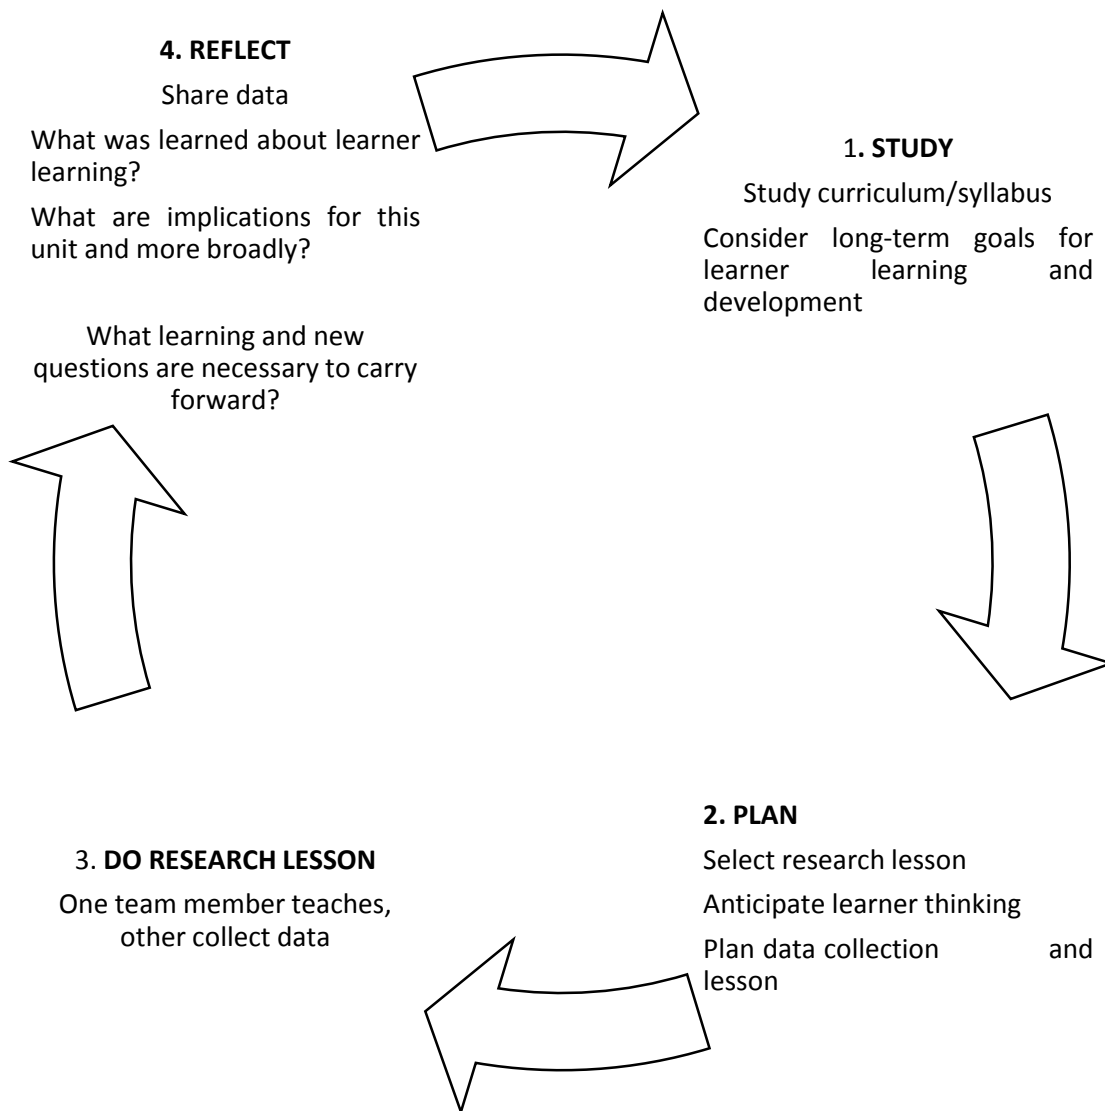 4. REFLECT
Share data
What was learned about learner
learning?
What are implications for this
unit and more broadly?
What learning and new
questions are necessary to carry
forward?
1. STUDY
Study curriculum/syllabus
Consider long-term goals for
learner learning and
development
2. PLAN
Select research lesson
Anticipate learner thinking
Plan data collection and
lesson
3. DO RESEARCH LESSON
One team member teaches,
other collect data